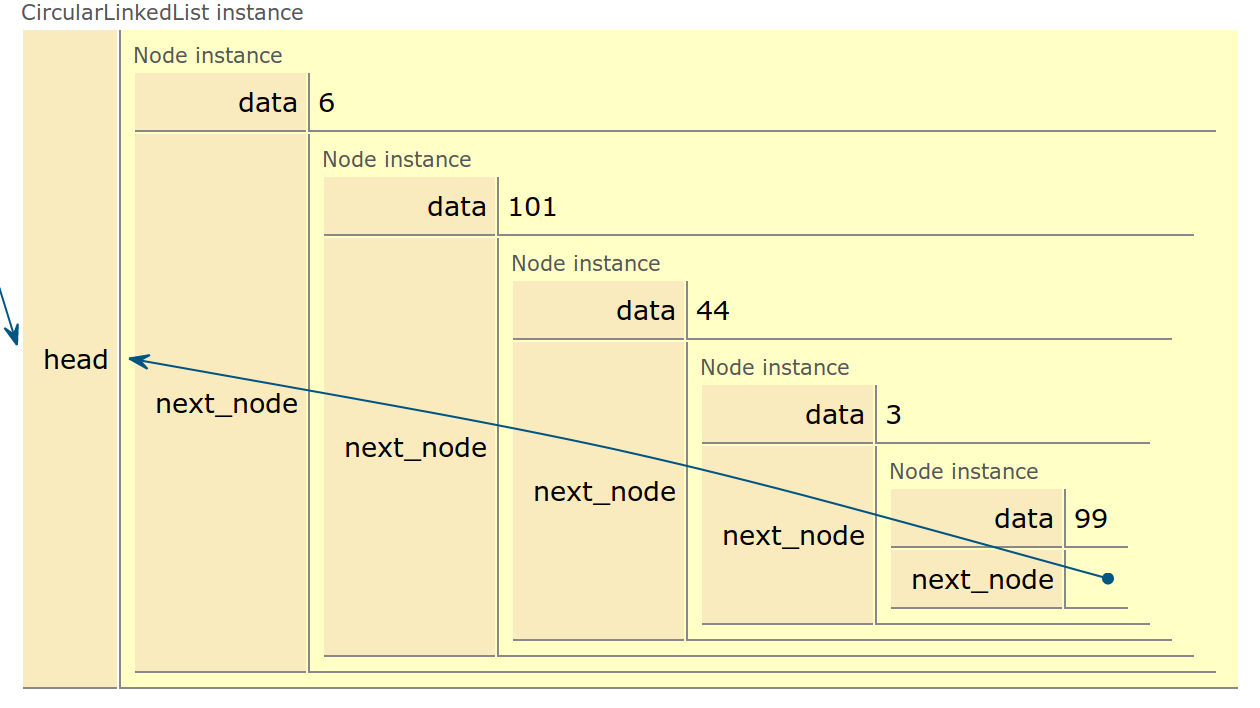 CircularLinkedList instance
Node instance
data 6
Node instance
data 101
Node instance
data 44
head
Node instance
next_node
data 3
next_node
Node instance
next_node
data 99
next_node
next_node